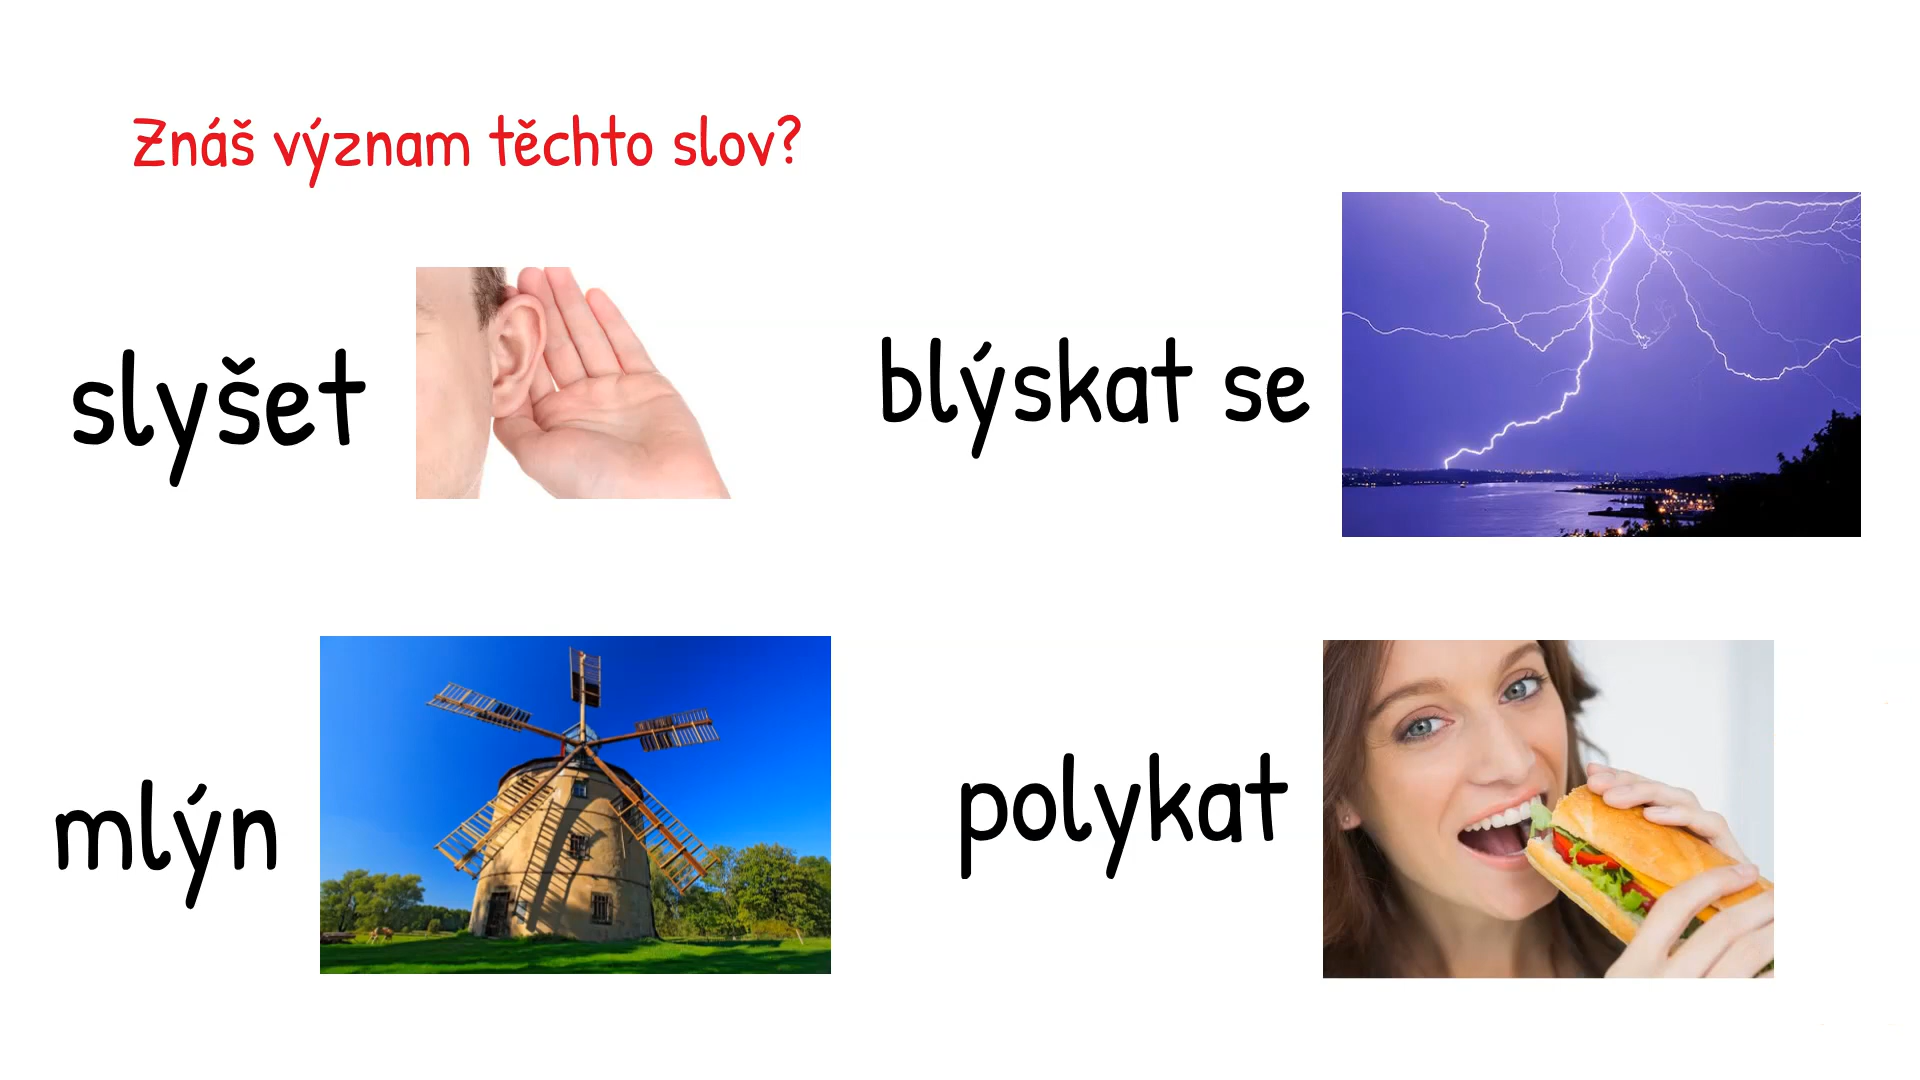 Znáš význam těchto slov?
slyšet
blýskat se
mlýn
polykat